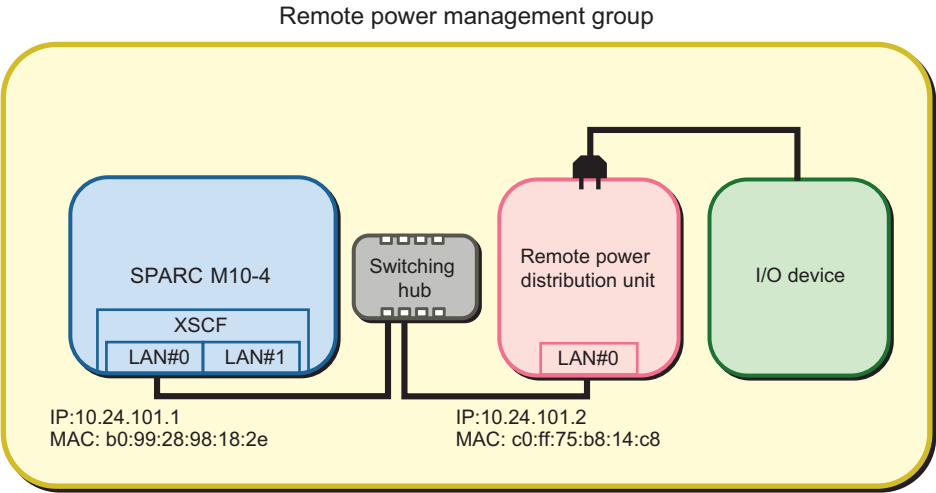 Remote power management group
SPARC M10-4
XSCF
LAN#0
LAN#1
Switching
hub
Remote power
distribution unit
LAN#0
I/O device
IP:10.24.101.1
MAC: b0:99:28:98:18:2e
IP:10.24.101.2
MAC: c0:ff:75:b8:14:c8